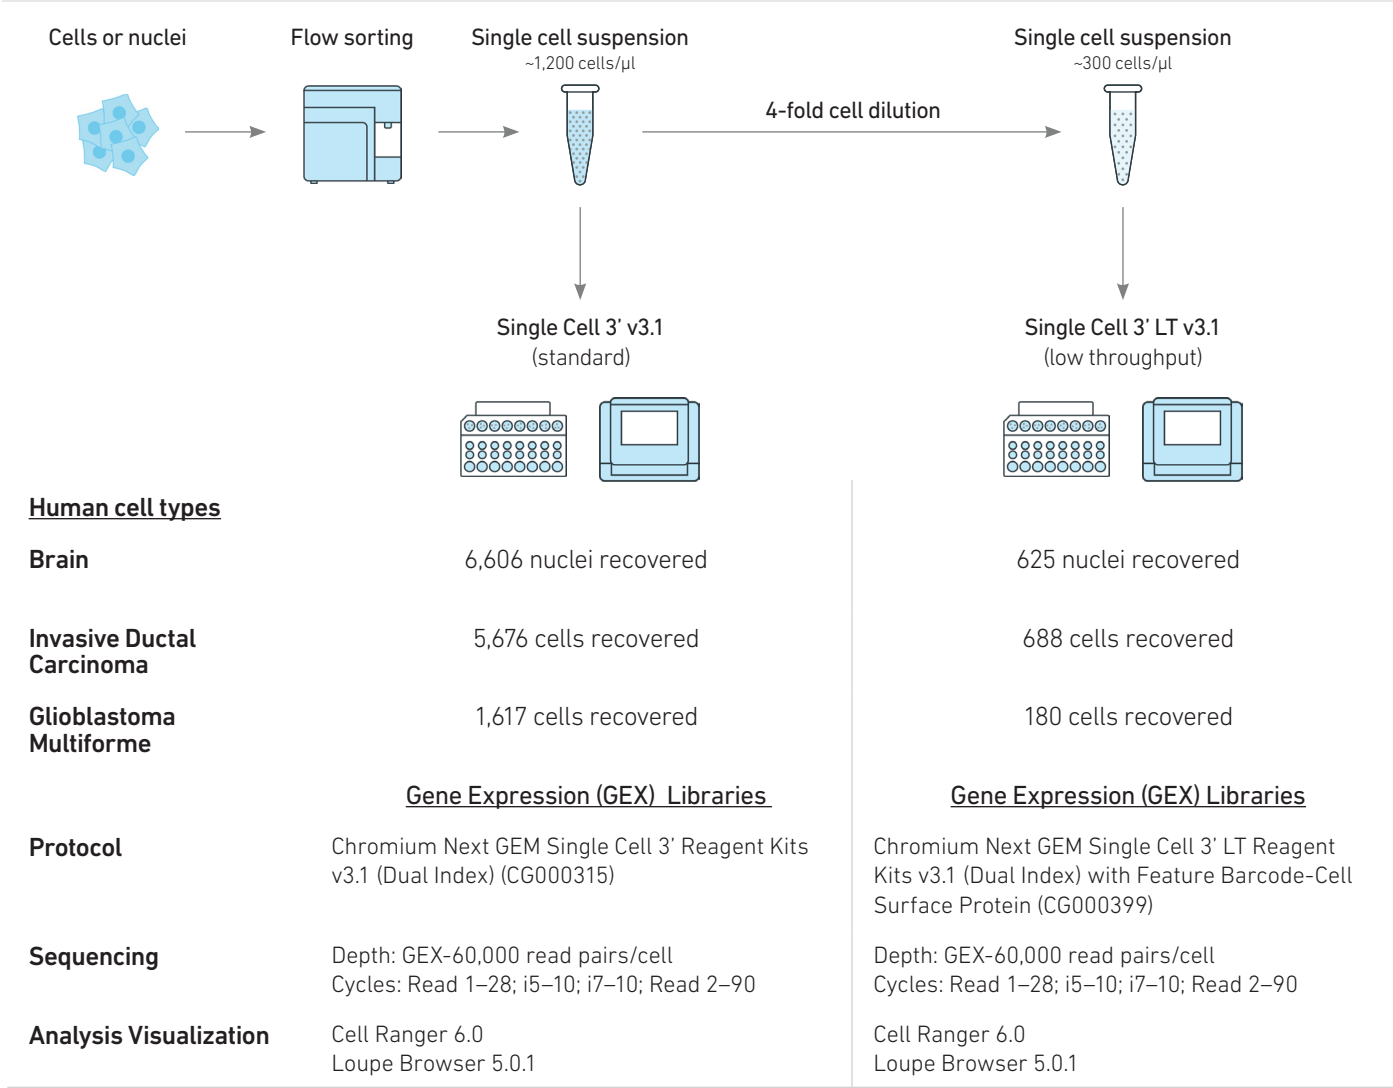 Cells or nuclei
Flow sorting
Single cell suspension
~1,200 cells/µl
4-fold cell dilution
Single cell suspension
~300 cells/µl
Single Cell 3’ v3.1
(standard)
Single Cell 3’ LT v3.1
(low throughput)
Human cell types
Brain
6,606 nuclei recovered
625 nuclei recovered
Invasive Ductal
Carcinoma
5,676 cells recovered
688 cells recovered
Glioblastoma
Multiforme
1,617 cells recovered
180 cells recovered
Gene Expression (GEX) Libraries
Gene Expression (GEX) Libraries
Protocol
Chromium Next GEM Single Cell 3’ Reagent Kits
v3.1 (Dual Index) (CG000315)
Chromium Next GEM Single Cell 3’ LT Reagent
Kits v3.1 (Dual Index) with Feature Barcode-Cell
Surface Protein (CG000399)
Sequencing
Depth: GEX-60,000 read pairs/cell
Cycles: Read 1–28; i5–10; i7–10; Read 2–90
Depth: GEX-60,000 read pairs/cell
Cycles: Read 1–28; i5–10; i7–10; Read 2–90
Analysis Visualization
Cell Ranger 6.0
Loupe Browser 5.0.1
Cell Ranger 6.0
Loupe Browser 5.0.1